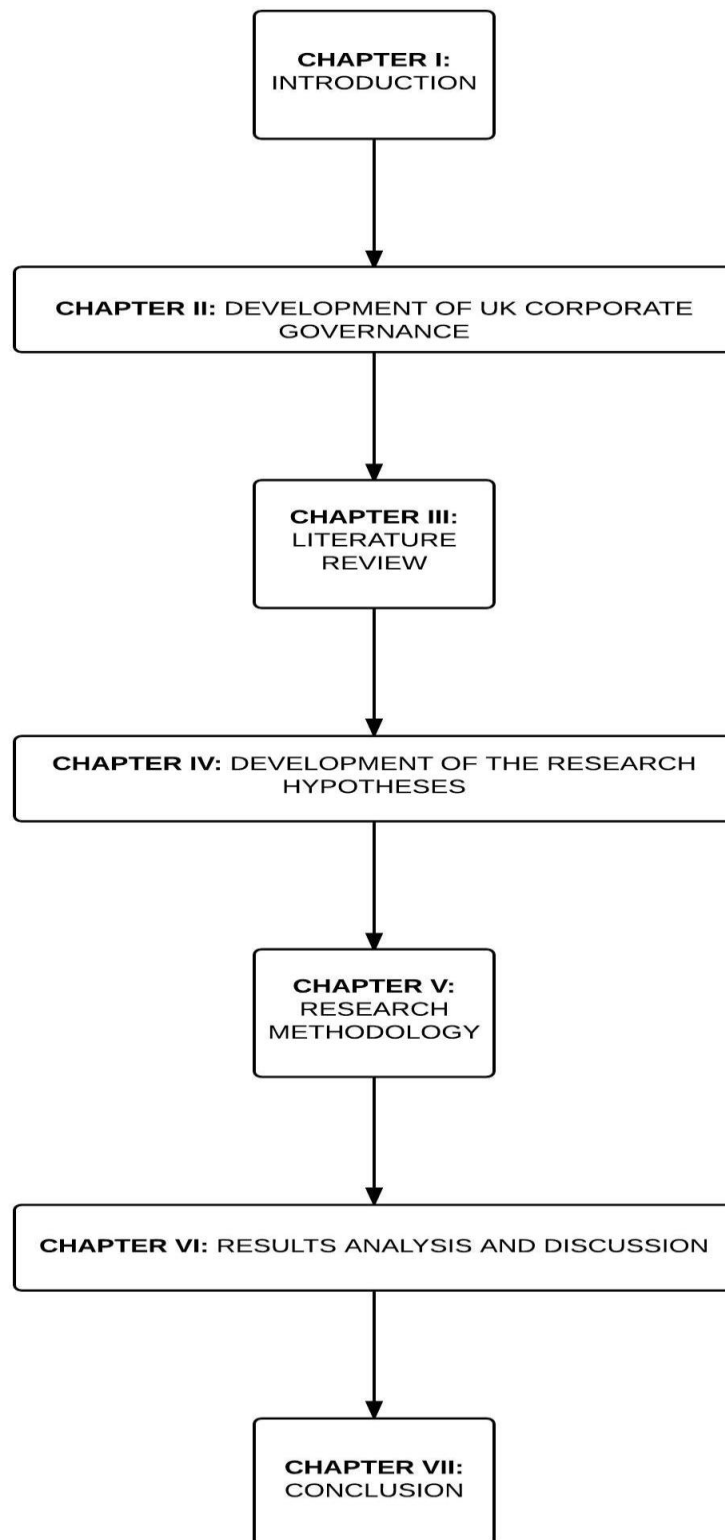 CHAPTER I:
INTRODUCTION
CHAPTER II: DEVELOPMENT OF UK CORPORATE
GOVERNANCE
CHAPTER III:
LITERATURE
REVIEW
CHAPTER IV: DEVELOPMENT OF THE RESEARCH
HYPOTHESES
CHAPTER V:
RESEARCH
METHODOLOGY
CHAPTER VI: RESULTS ANALYSIS AND DISCUSSION
CHAPTER VII:
CONCLUSION